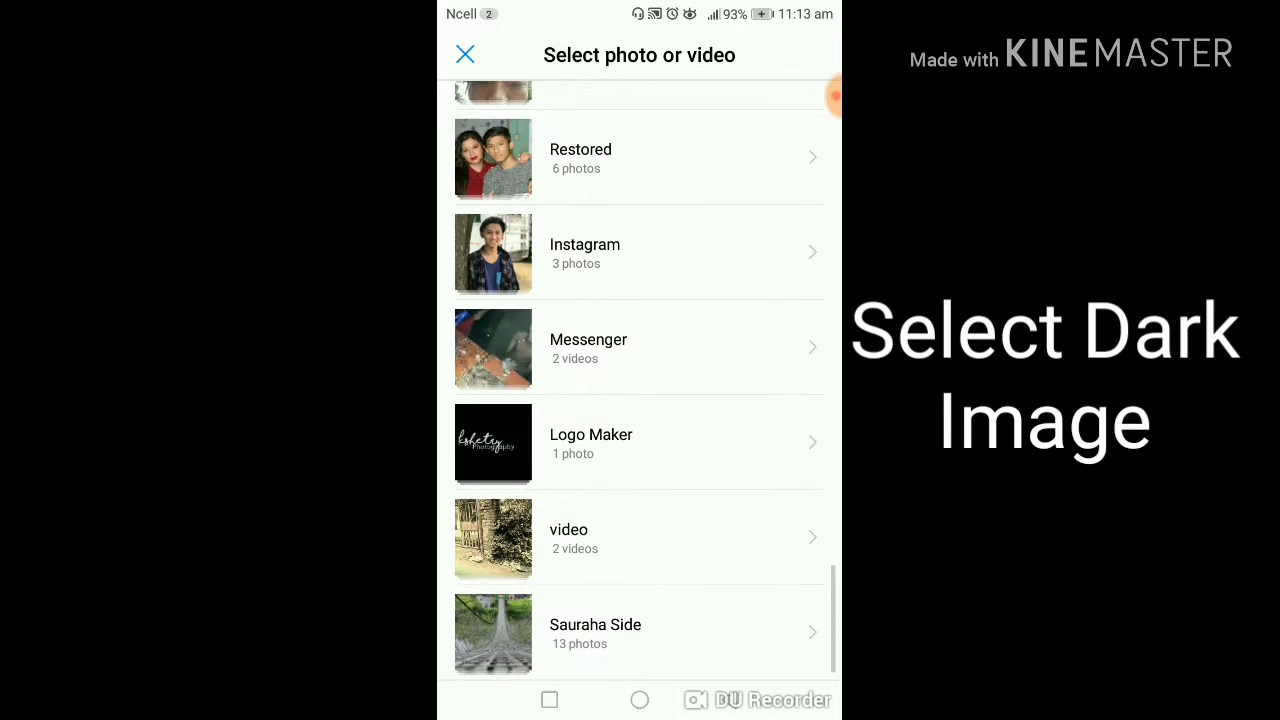 Ncell 2 93% 11:13 am
Made with KINEMASTER
Select photo or video
Restored
6 photos
Instagram
3 photos
Messenger
2 videos
Select Dark
Image
Logo Maker
1 photo
kshetry
Photography
video
2 videos
Sauraha Side
13 photos
DU Recorder